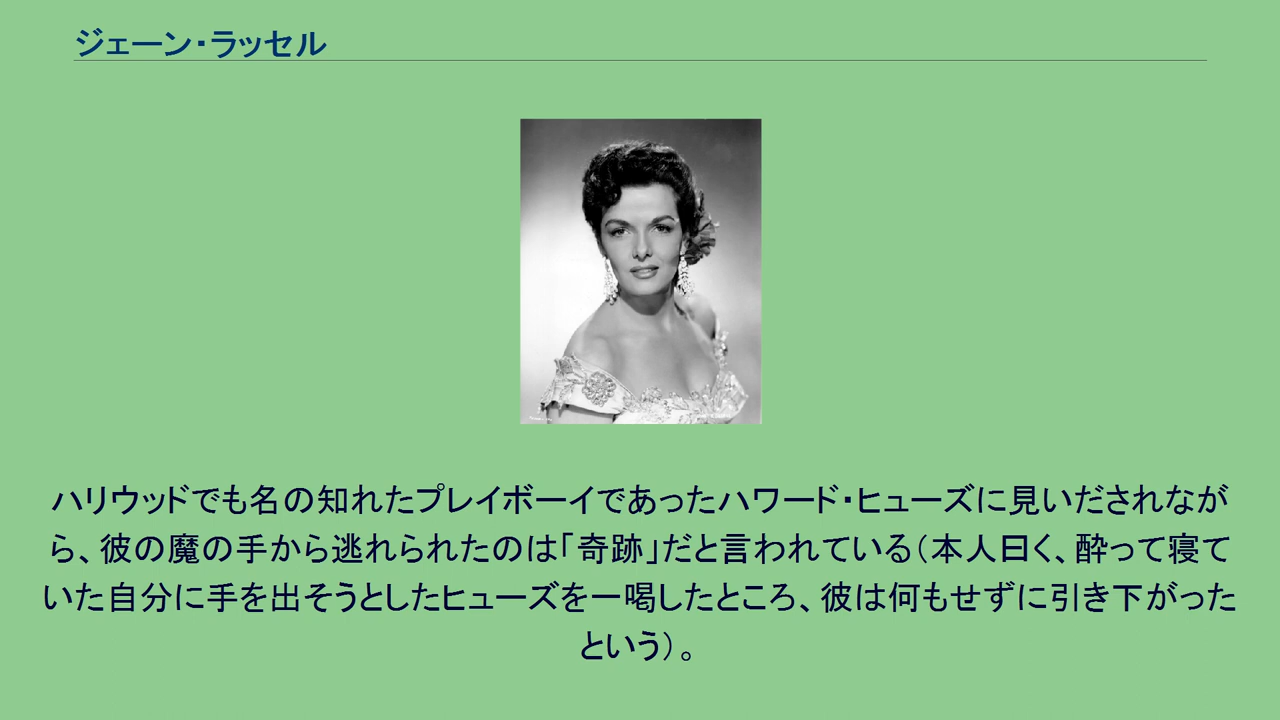 ジェーン・ラッセル
ハリウッドでも名の知れたプレイボーイであったハワード・ヒューズに見いだされなが
ら、彼の魔の手から逃れられたのは「奇跡」だと言われている（本人曰く、酔って寝て
いた自分に手を出そうとしたヒューズを一喝したところ、彼は何もせずに引き下がった
という）。